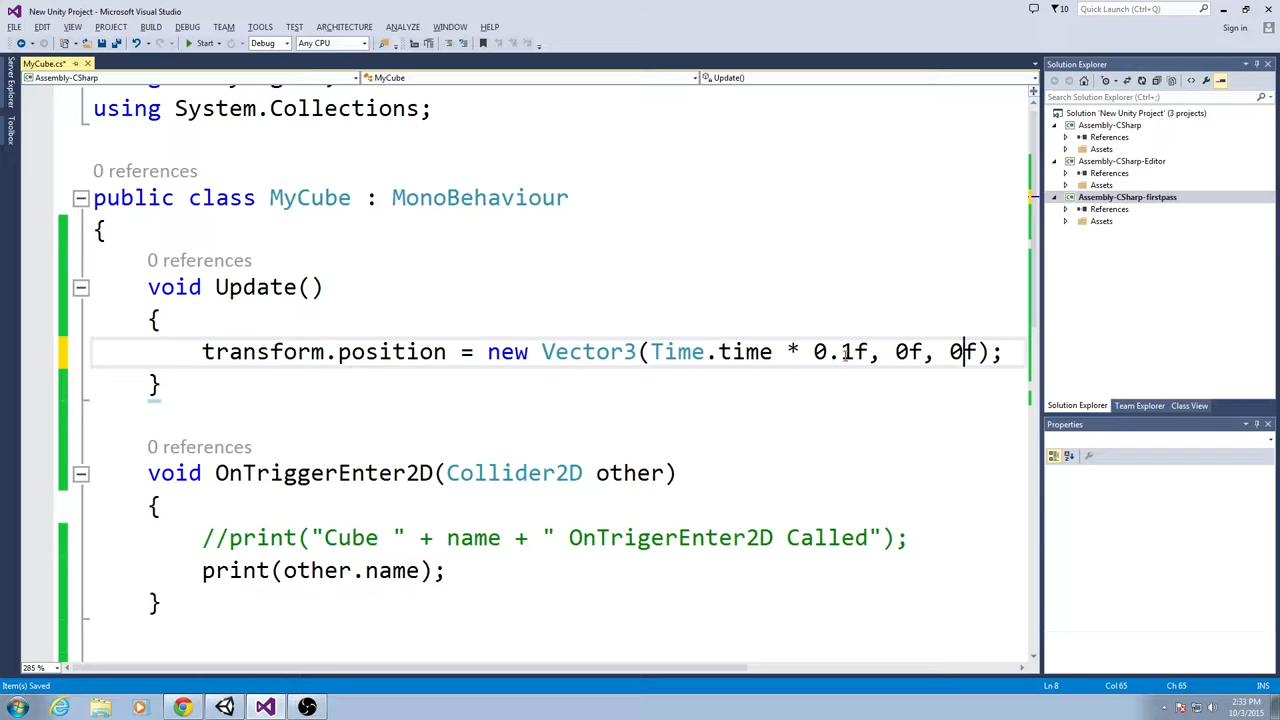 New Unity Project - Microsoft Visual Studio
10
Quick Launch (Ctrl+Q)
FILE EDIT VIEW PROJECT BUILD DEBUG TEAM TOOLS TEST ARCHITECTURE ANALYZE WINDOW HELP
Sign in
Start Debug Any CPU
Server Explorer
Toolbox
MyCube.cs*
Assembly-CSharp MyCube Update()
using System.Collections;
0 references
public class MyCube : MonoBehaviour
{
0 references
void Update()
{
transform.position = new Vector3(Time.time * 0.1f, 0f, 0f);
}
0 references
void OnTriggerEnter2D(Collider2D other)
{
//print("Cube " + name + " OnTrigerEnter2D Called");
print(other.name);
}
285 %
Solution Explorer
Search Solution Explorer (Ctrl+;)
Solution 'New Unity Project' (3 projects)
Assembly-CSharp
References
Assets
Assembly-CSharp-Editor
References
Assets
Assembly-CSharp-firstpass
References
Assets
Solution Explorer Team Explorer Class View
Properties
Item(s) Saved Ln 8 Col 65 Ch 65 INS
2:33 PM
10/3/2015